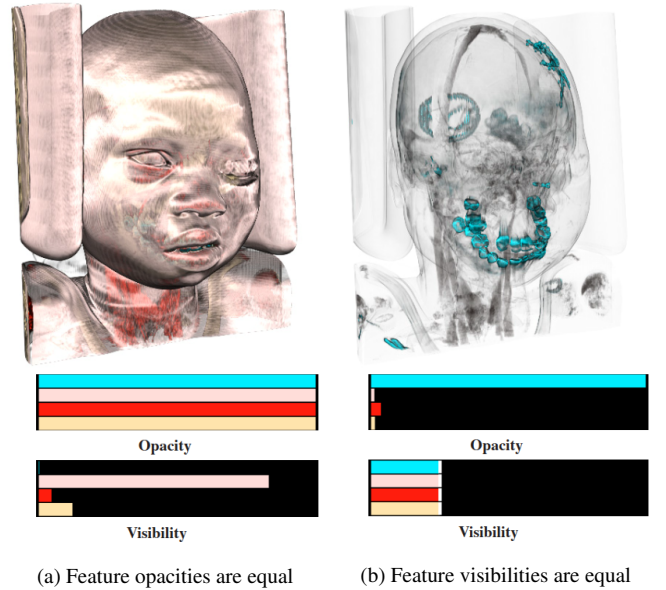 Opacity
Opacity
Visibility
Visibility
(a) Feature opacities are equal
(b) Feature visibilities are equal